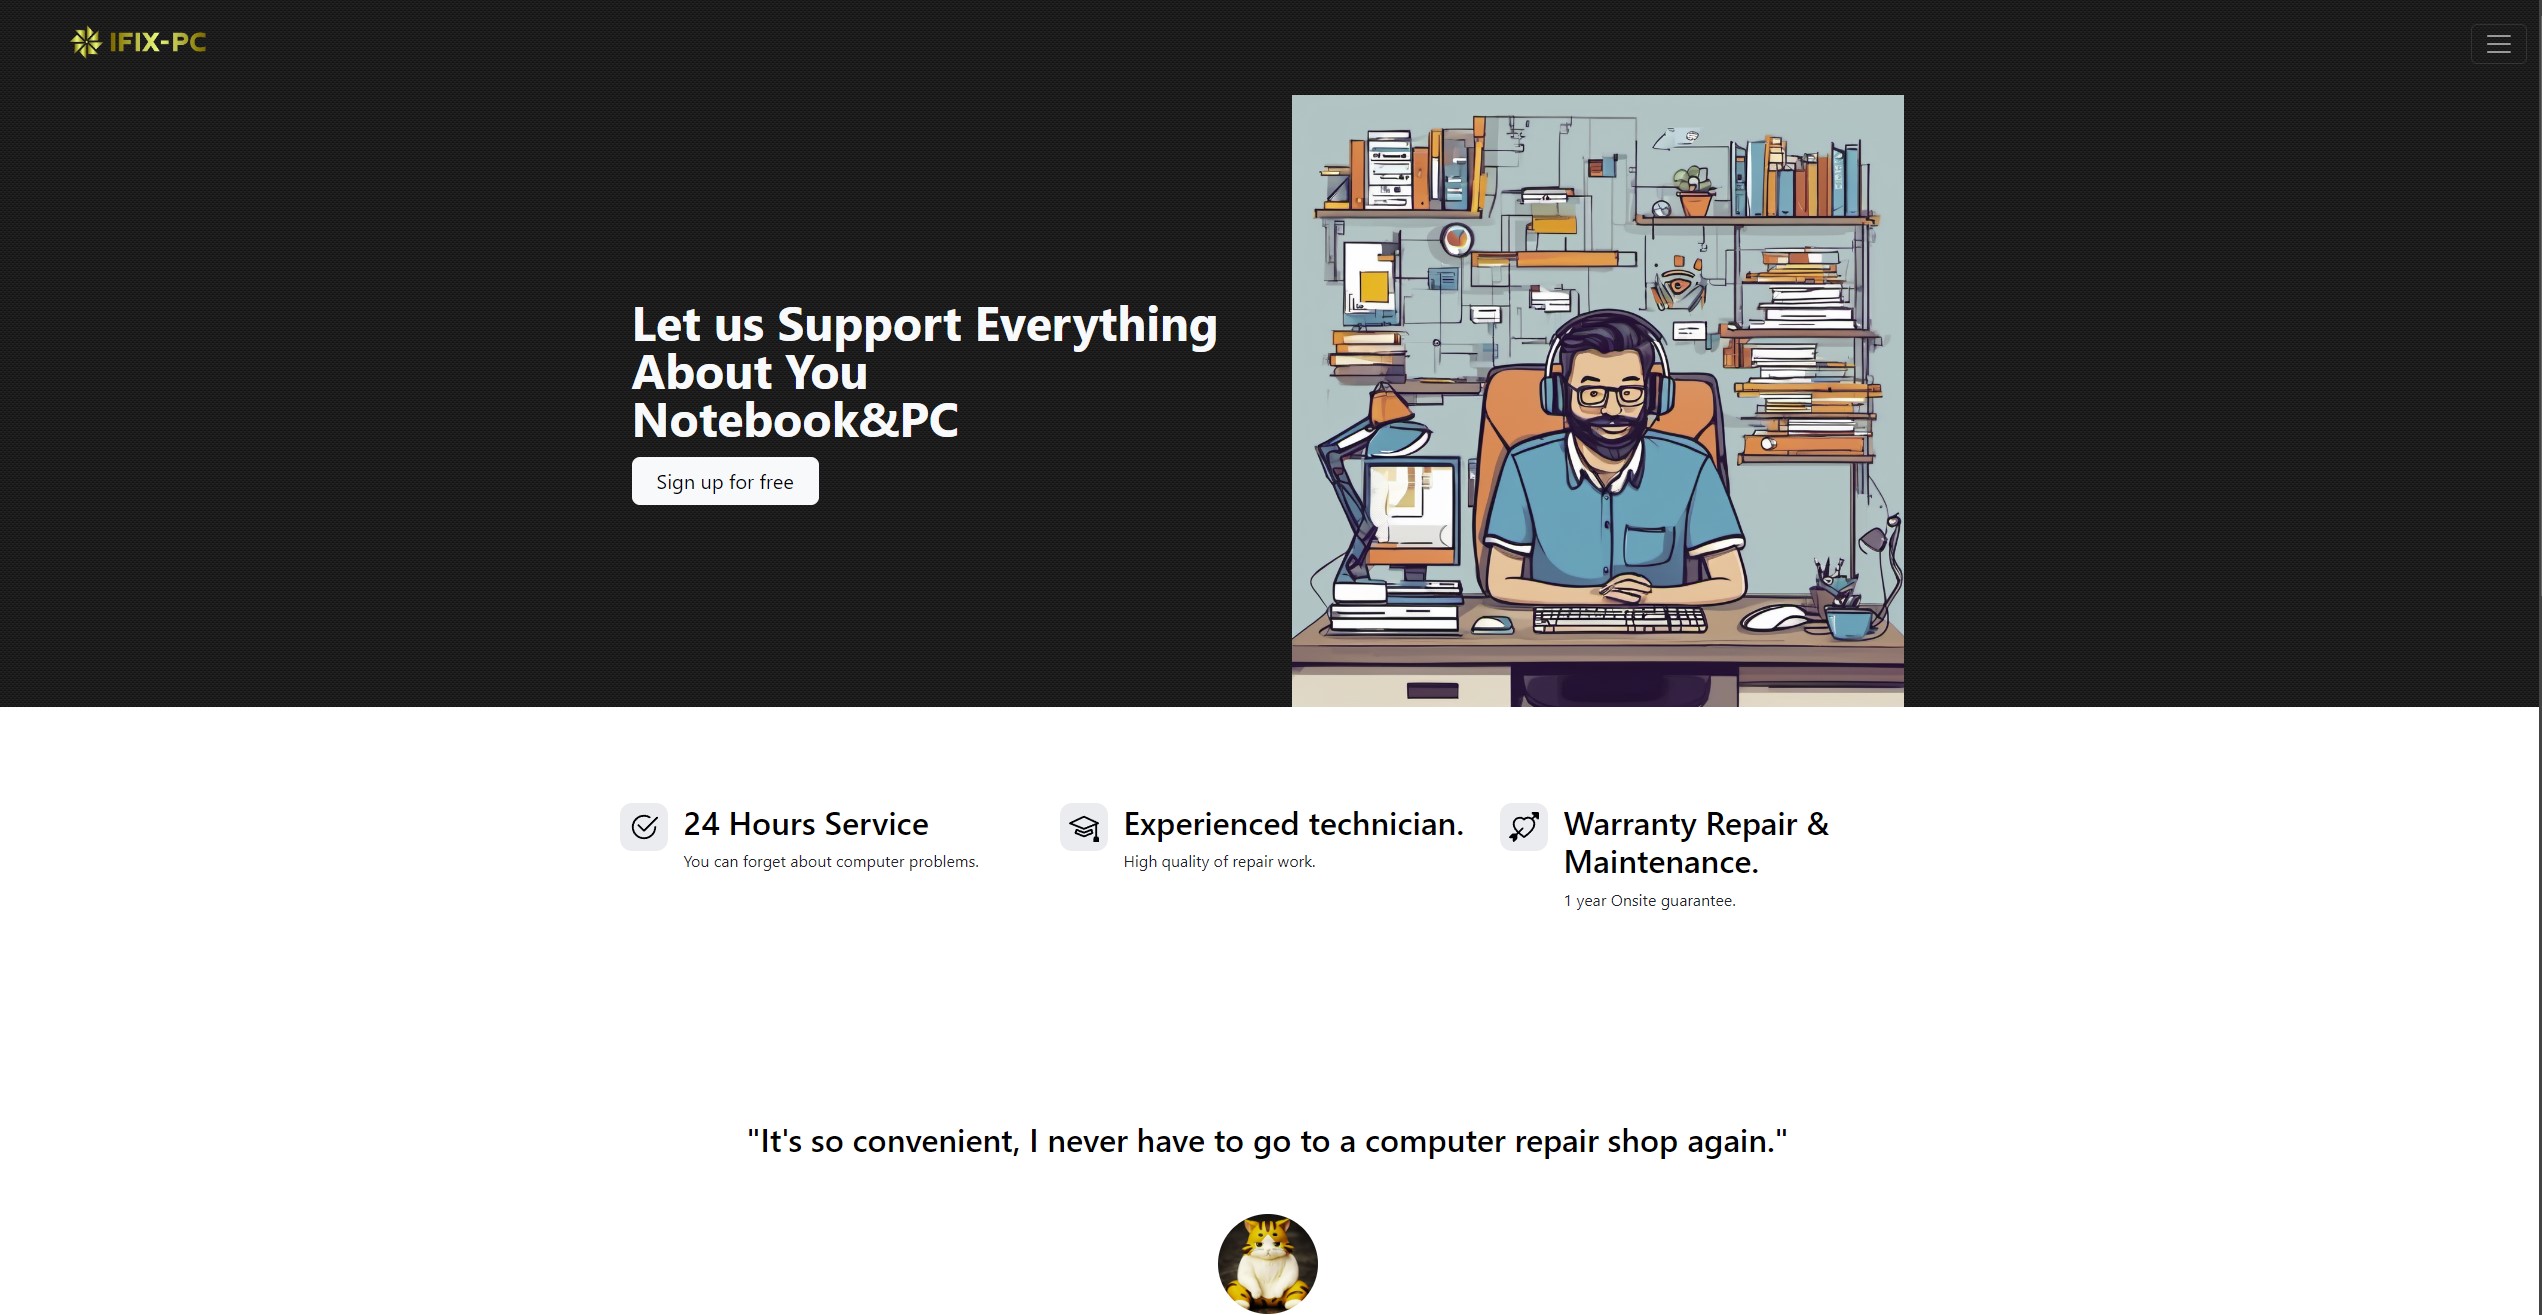 IFIX-PC
Let us Support Everything
About You
Notebook&PC
Sign up for free
24 Hours Service
You can forget about computer problems.
Experienced technician.
High quality of repair work.
Warranty Repair &
Maintenance.
1 year Onsite guarantee.
"It's so convenient, I never have to go to a computer repair shop again."